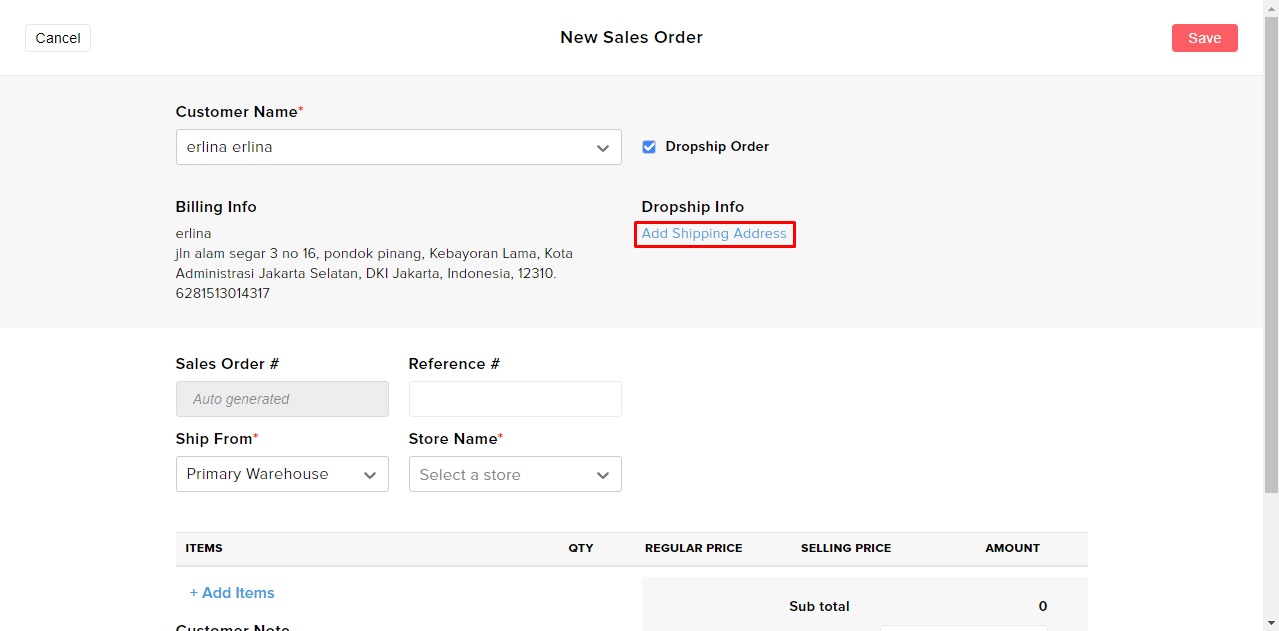 Cancel
New Sales Order
Save
Customer Name*
erlina erlina
Dropship Order
Billing Info
Dropship Info
erlina
Add Shipping Address
jln alam segar 3 no 16, pondok pinang, Kebayoran Lama, Kota
Administrasi Jakarta Selatan, DKI Jakarta, Indonesia, 12310.
6281513014317
Sales Order #
Reference #
Auto generated
Ship From*
Store Name*
Primary Warehouse
Select a store
ITEMS QTY REGULAR PRICE SELLING PRICE AMOUNT
+ Add Items
Sub total 0
Customer Note